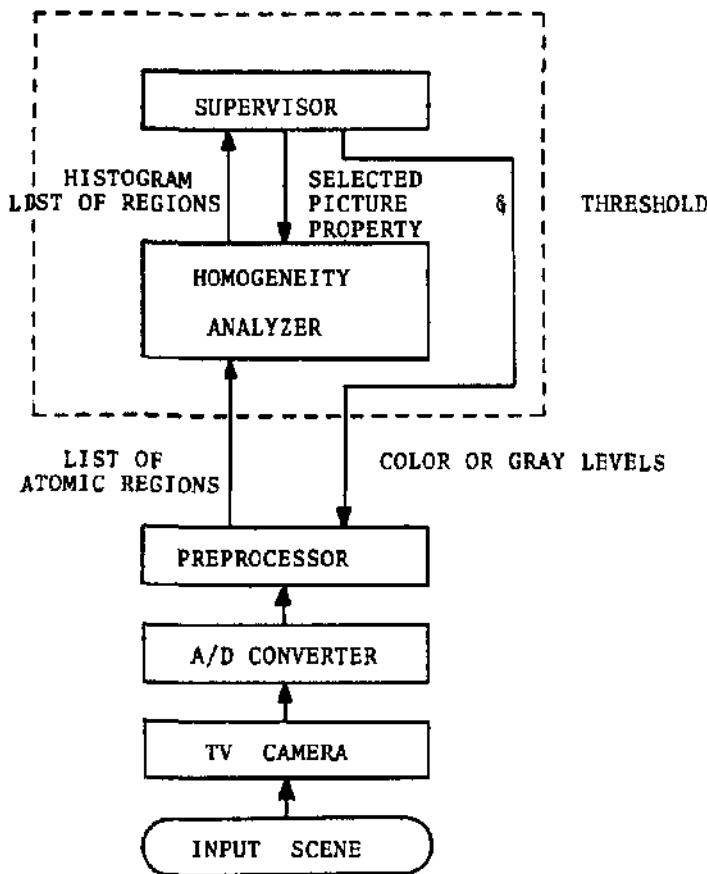 SUPERVISOR
HISTOGRAM
LIST OF REGIONS
SELECTED
PICTURE
PROPERTY
&
THRESHOLD
HOMOGENEITY
ANALYZER
LIST OF
ATOMIC REGIONS
COLOR OR GRAY LEVELS
PREPROCESSOR
A/D CONVERTER
TV CAMERA
INPUT SCENE